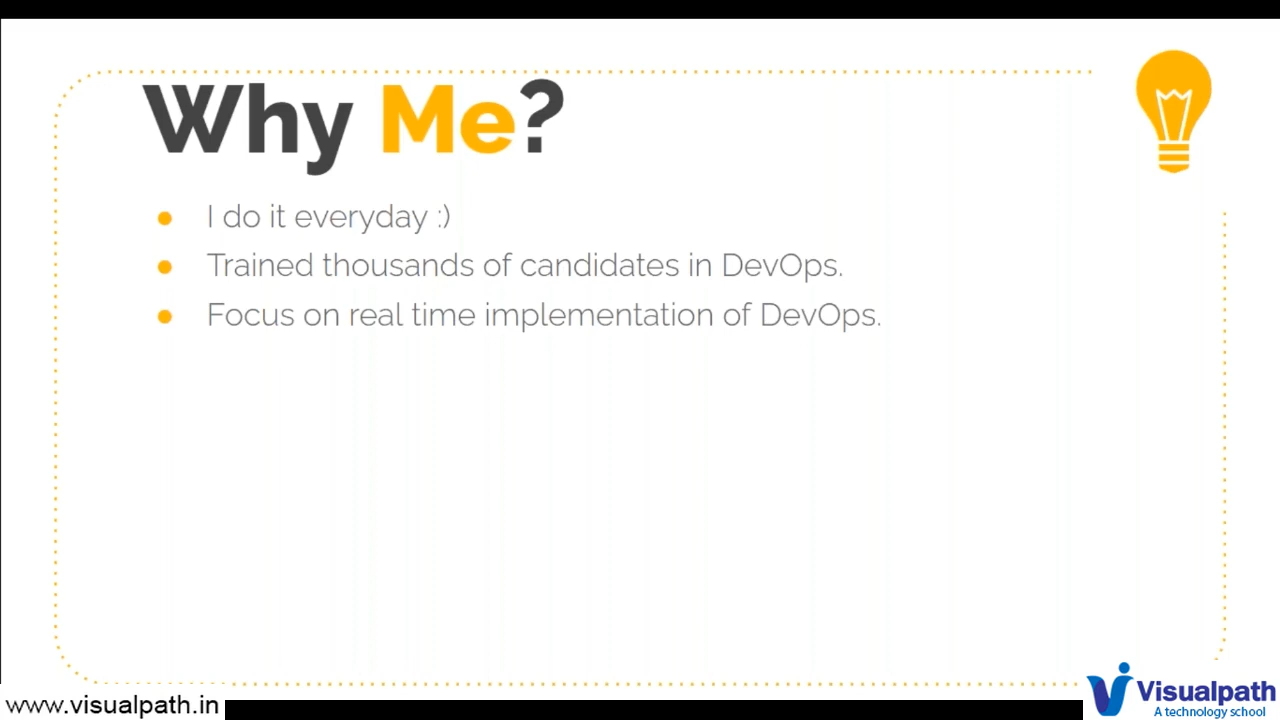 Why Me?
I do it everyday :)
Trained thousands of candidates in DevOps.
Focus on real time implementation of DevOps.
www.visualpath.in
Visualpath
A technology school